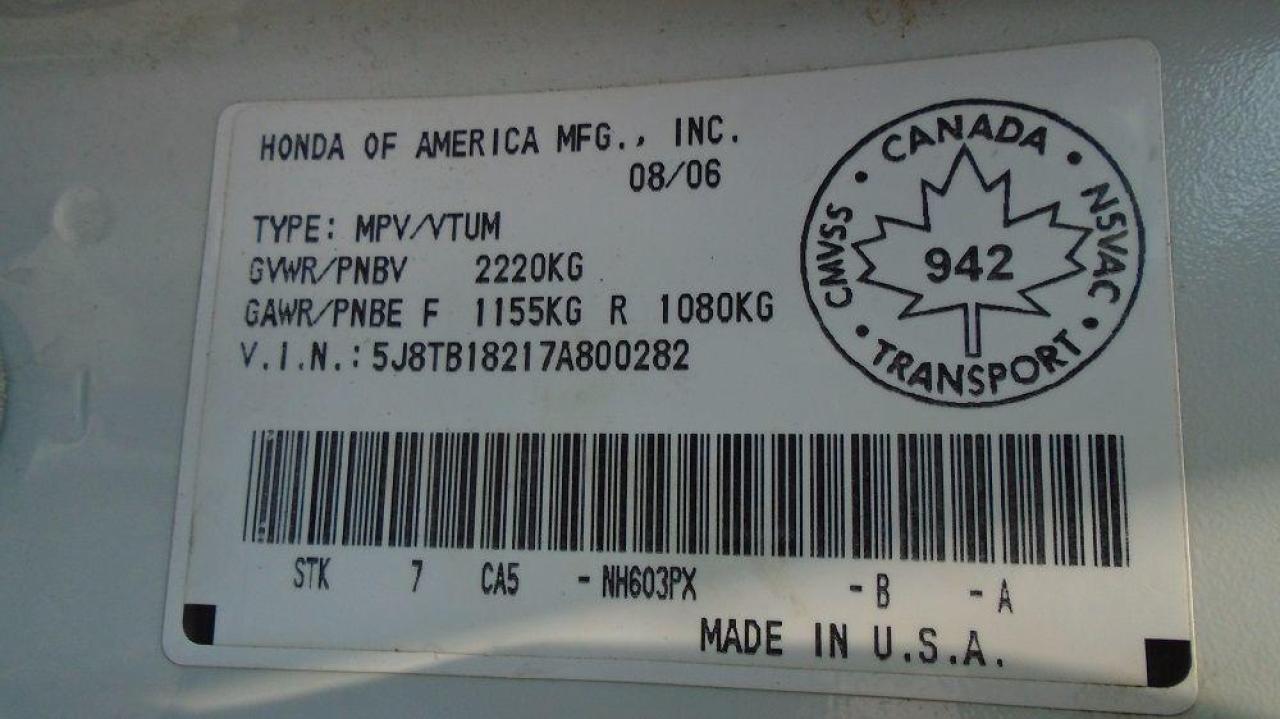 HONDA OF AMERICA MFG., INC.
08/06
TYPE: MPV/VTUM
GVWR/PNBV 2220KG
GAWR/PNBE F 1155KG R 1080KG
V.I.N.: 5J8TB18217A800282
CANADA
CMVSS
NSVAC
942
TRANSPORT
STK 7 CA5 - NH603PX - B - A
MADE IN U.S.A.